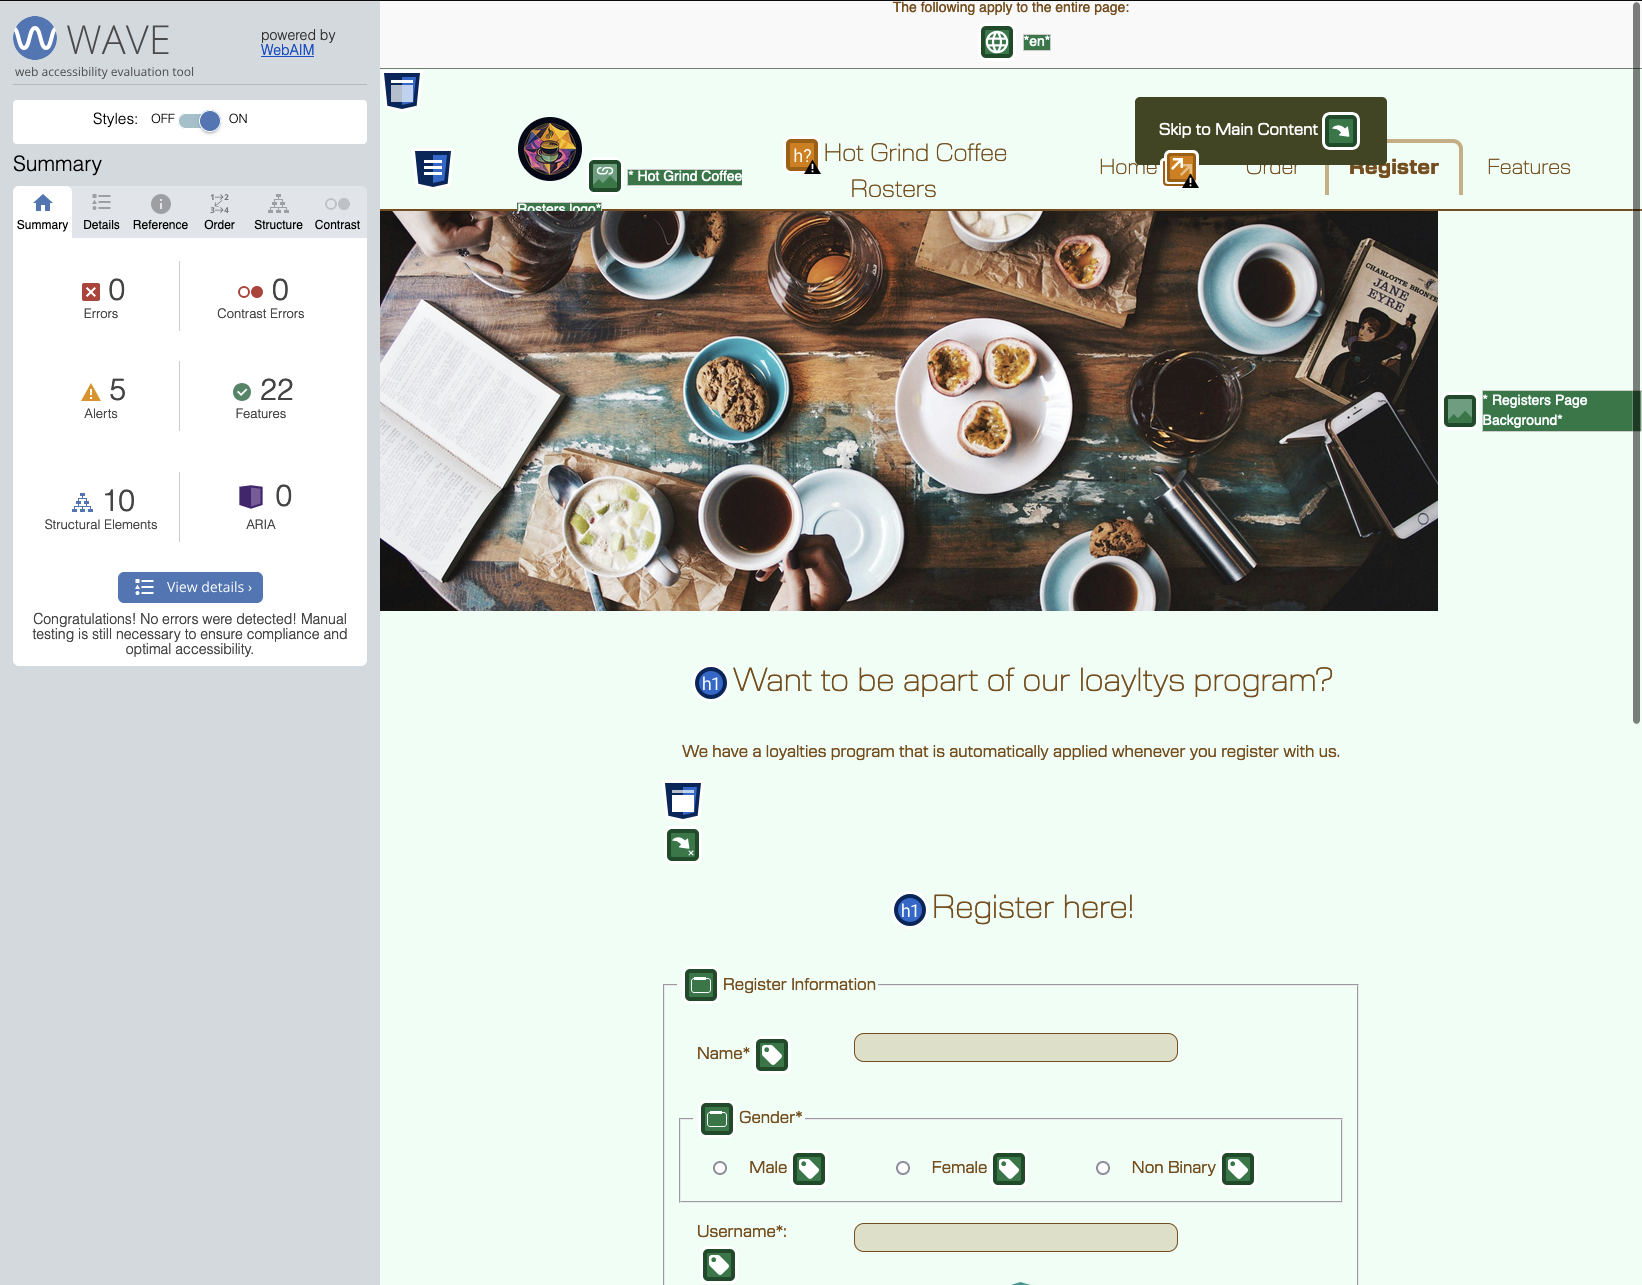 WAVE
powered by
WebAIM
web accessibility evaluation tool
Styles: OFF ON
Summary
Summary Details Reference Order Structure Contrast
0
Errors
0
Contrast Errors
5
Alerts
22
Features
10
Structural Elements
0
ARIA
View details ›
Congratulations! No errors were detected! Manual
testing is still necessary to ensure compliance and
optimal accessibility.
The following apply to the entire page:
*en*
Skip to Main Content
* Hot Grind Coffee
Rosters logo*
h? Hot Grind Coffee
Rosters
Home Order Register Features
CHARLOTTE BRONTE
JANE
EYRE
* Registers Page
Background*
h1 Want to be apart of our loayltys program?
We have a loyalties program that is automatically applied whenever you register with us.
h1 Register here!
Register Information
Name*
Gender*
Male Female Non Binary
Username*: